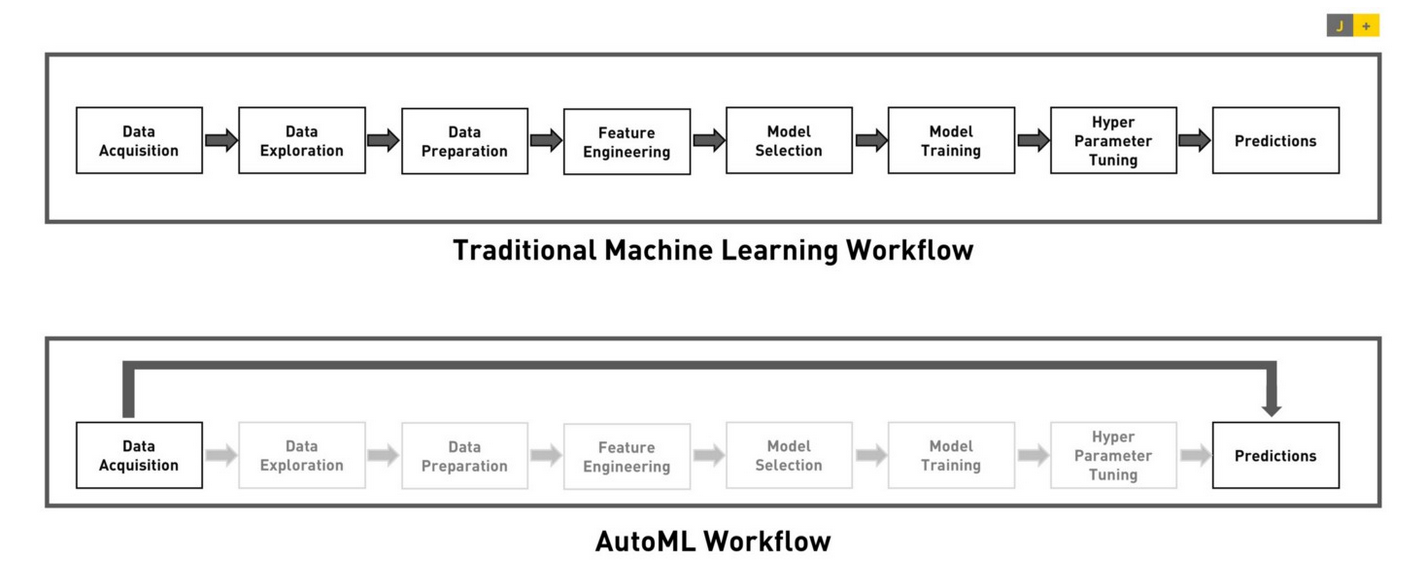 J +
Data
Acquisition
Data
Exploration
Data
Preparation
Feature
Engineering
Model
Selection
Model
Training
Hyper
Parameter
Tuning
Predictions
Traditional Machine Learning Workflow
Data
Acquisition
Data
Exploration
Data
Preparation
Feature
Engineering
Model
Selection
Model
Training
Hyper
Parameter
Tuning
Predictions
AutoML Workflow